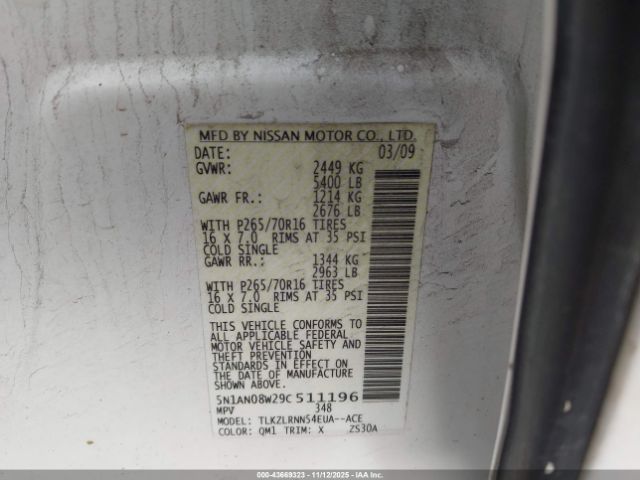 MFD BY NISSAN MOTOR CO., LTD.
DATE: 03/09
GVWR: 2449 KG
5400 LB
GAWR FR.: 1214 KG
2676 LB
WITH P265/70R16 TIRES
16 X 7.0 RIMS AT 35 PSI
COLD SINGLE
GAWR RR.: 1344 KG
2963 LB
WITH P265/70R16 TIRES
16 X 7.0 RIMS AT 35 PSI
COLD SINGLE
THIS VEHICLE CONFORMS TO
ALL APPLICABLE FEDERAL
MOTOR VEHICLE SAFETY AND
THEFT PREVENTION
STANDARDS IN EFFECT ON
THE DATE OF MANUFACTURE
SHOWN ABOVE.
5N1AN08W29C511196
MPV 348
MODEL: TLKZLRNN54EUA--ACE
COLOR: QM1 TRIM: X ZS30A
000-43669323 | 11/12/2025 - IAAI.COM